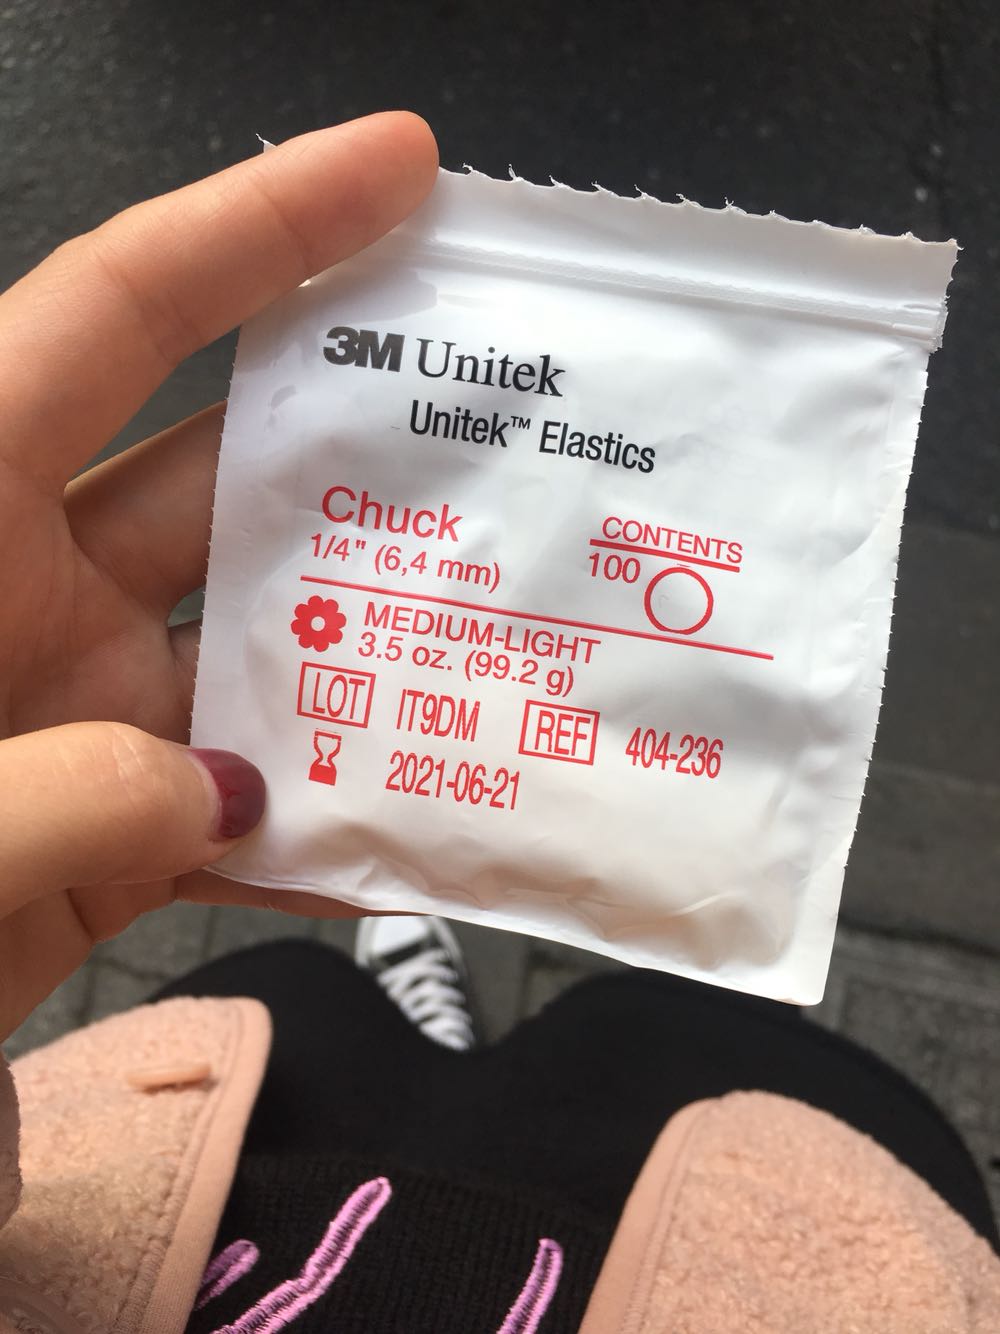 3M Unitek
Unitek™ Elastics
Chuck
1/4" (6,4 mm)
CONTENTS
100
MEDIUM-LIGHT
3.5 oz. (99.2 g)
LOT IT9DM REF 404-236
2021-06-21